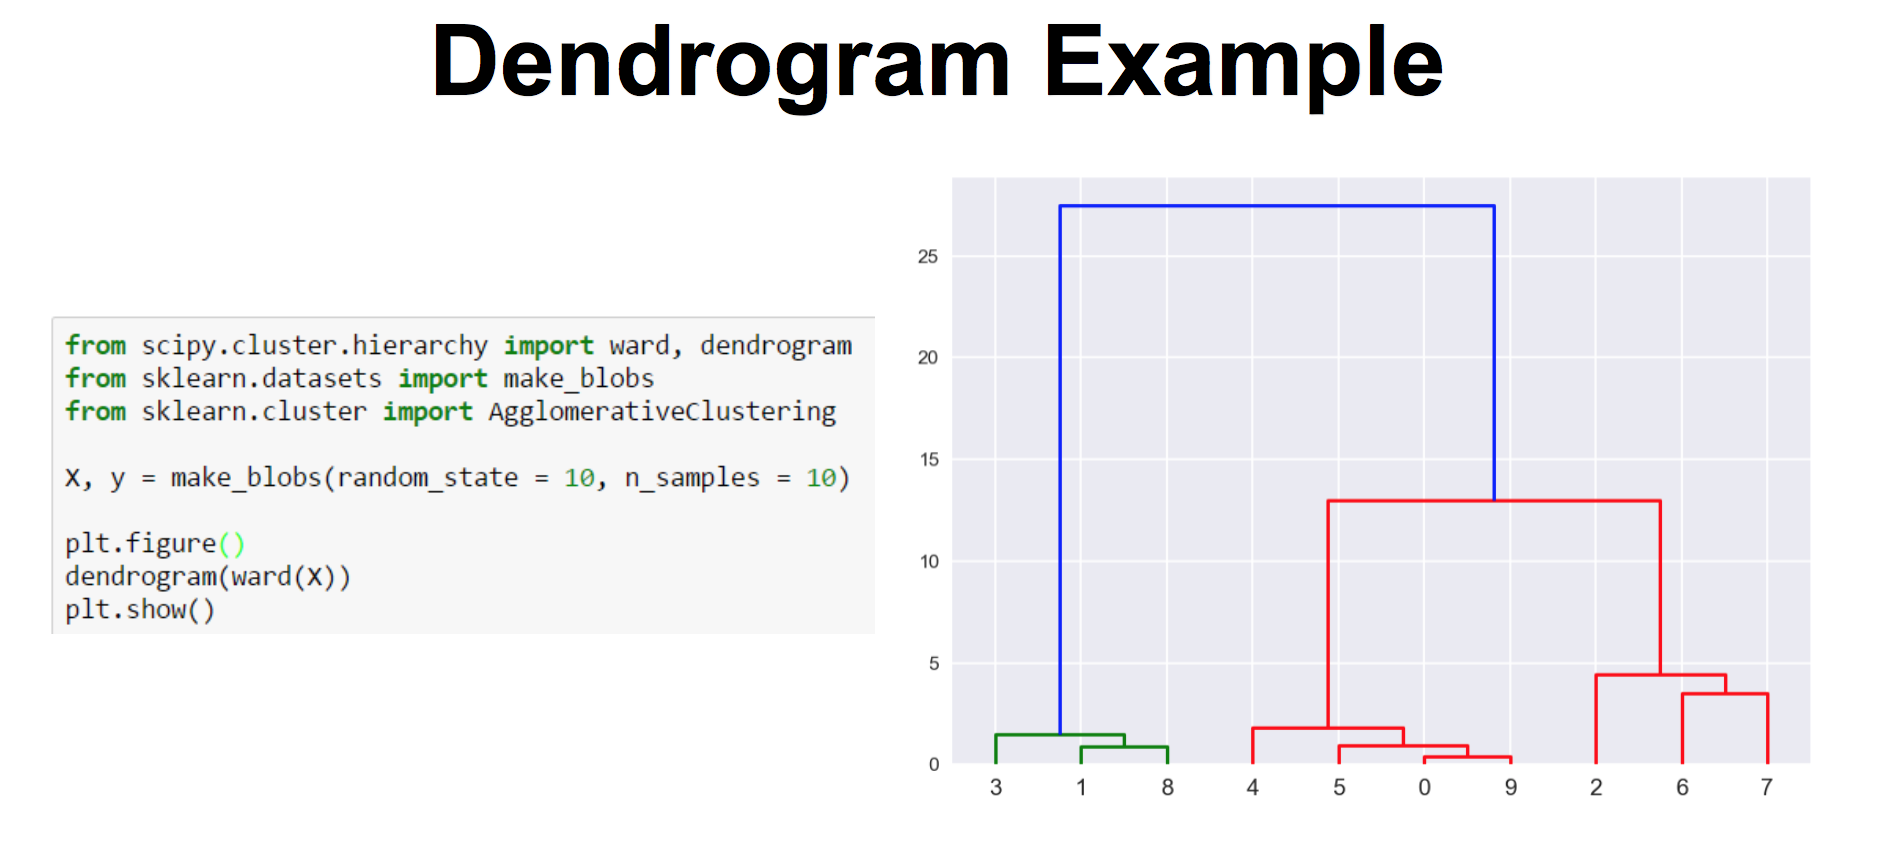 Dendrogram Example
from scipy.cluster.hierarchy import ward, dendrogram
from sklearn.datasets import make_blobs
from sklearn.cluster import AgglomerativeClustering
X, y = make_blobs(random_state = 10, n_samples = 10)
plt.figure()
dendrogram(ward(X))
plt.show()
25
20
15
10
5
0
3 1 8 4 5 0 9 2 6 7